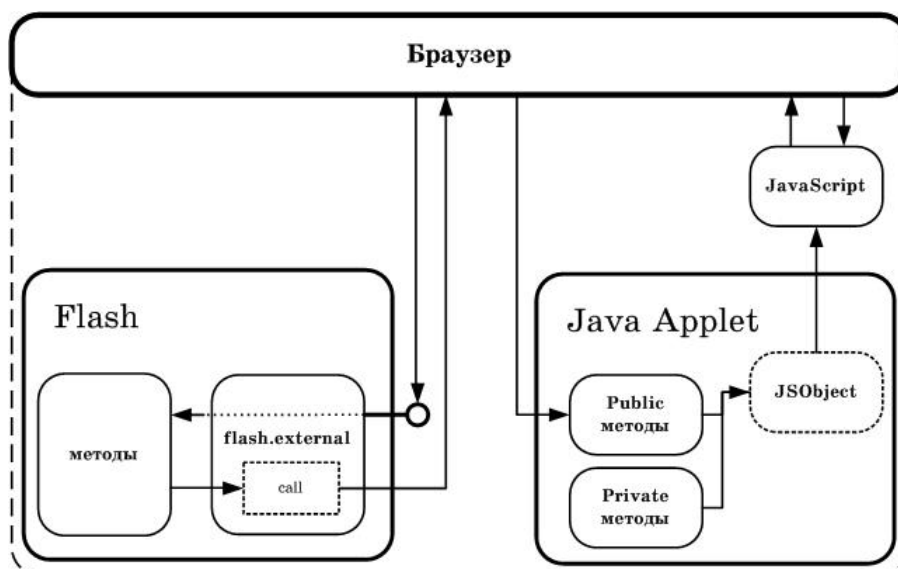 Браузер
JavaScript
Flash
Java Applet
методы
flash.external
call
Public
методы
JSObject
Private
методы